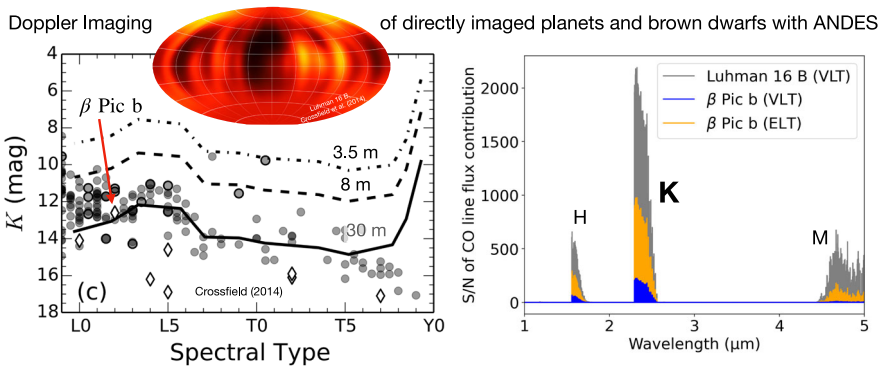 Doppler Imaging of directly imaged planets and brown dwarfs with ANDES
Luhman 16 B,
Crossfield et al. (2014)
4
6
8
10
12
14
16
18
K (mag)
β Pic b
3.5 m
8 m
30 m
(c)
Crossfield (2014)
L0 L5 T0 T5 Y0
Spectral Type
2000
1500
1000
500
0
S/N of CO line flux contribution
Luhman 16 B (VLT)
β Pic b (VLT)
β Pic b (ELT)
H
K
M
1 2 3 4 5
Wavelength (μm)